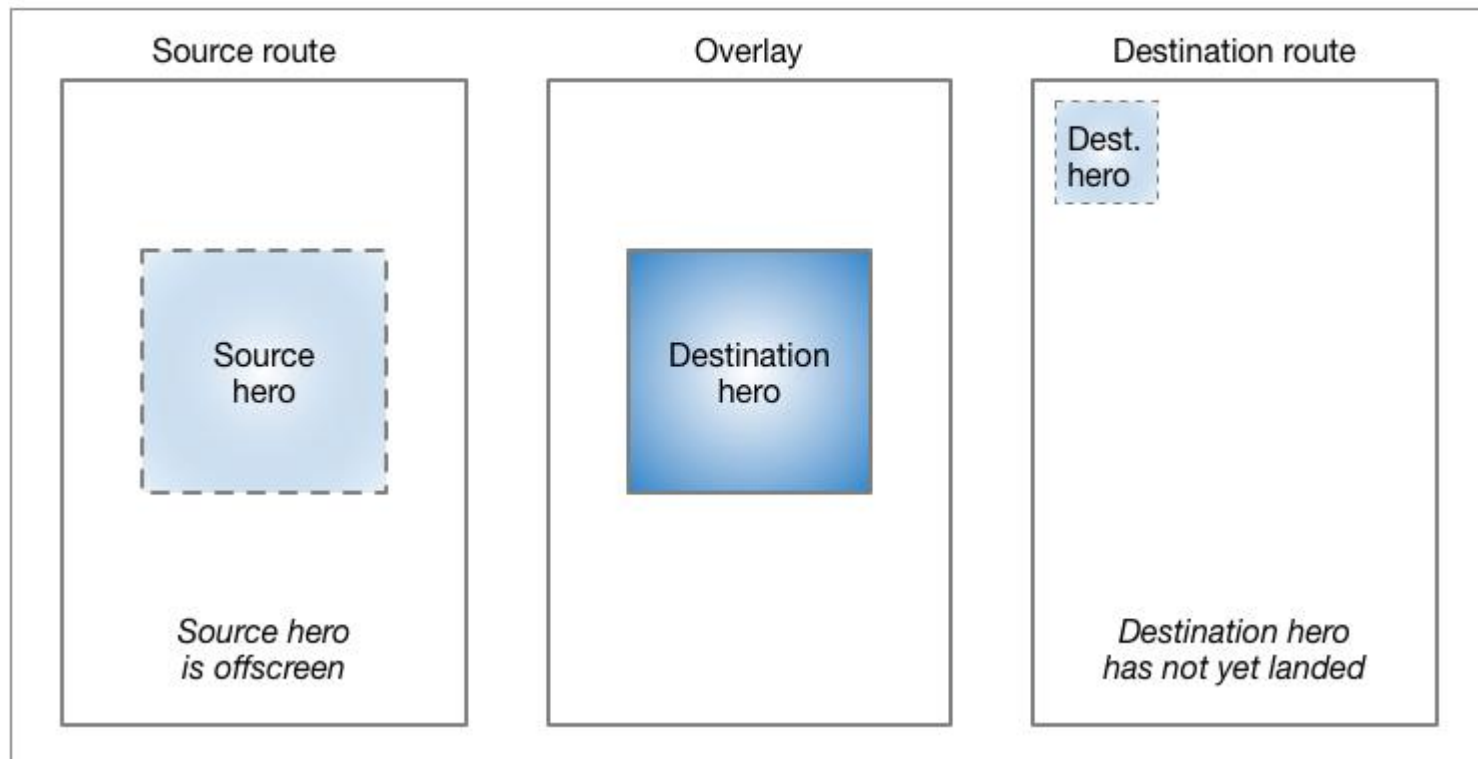 Source route
Overlay
Destination route
Dest.
hero
Source
hero
Destination
hero
Source hero
is offscreen
Destination hero
has not yet landed